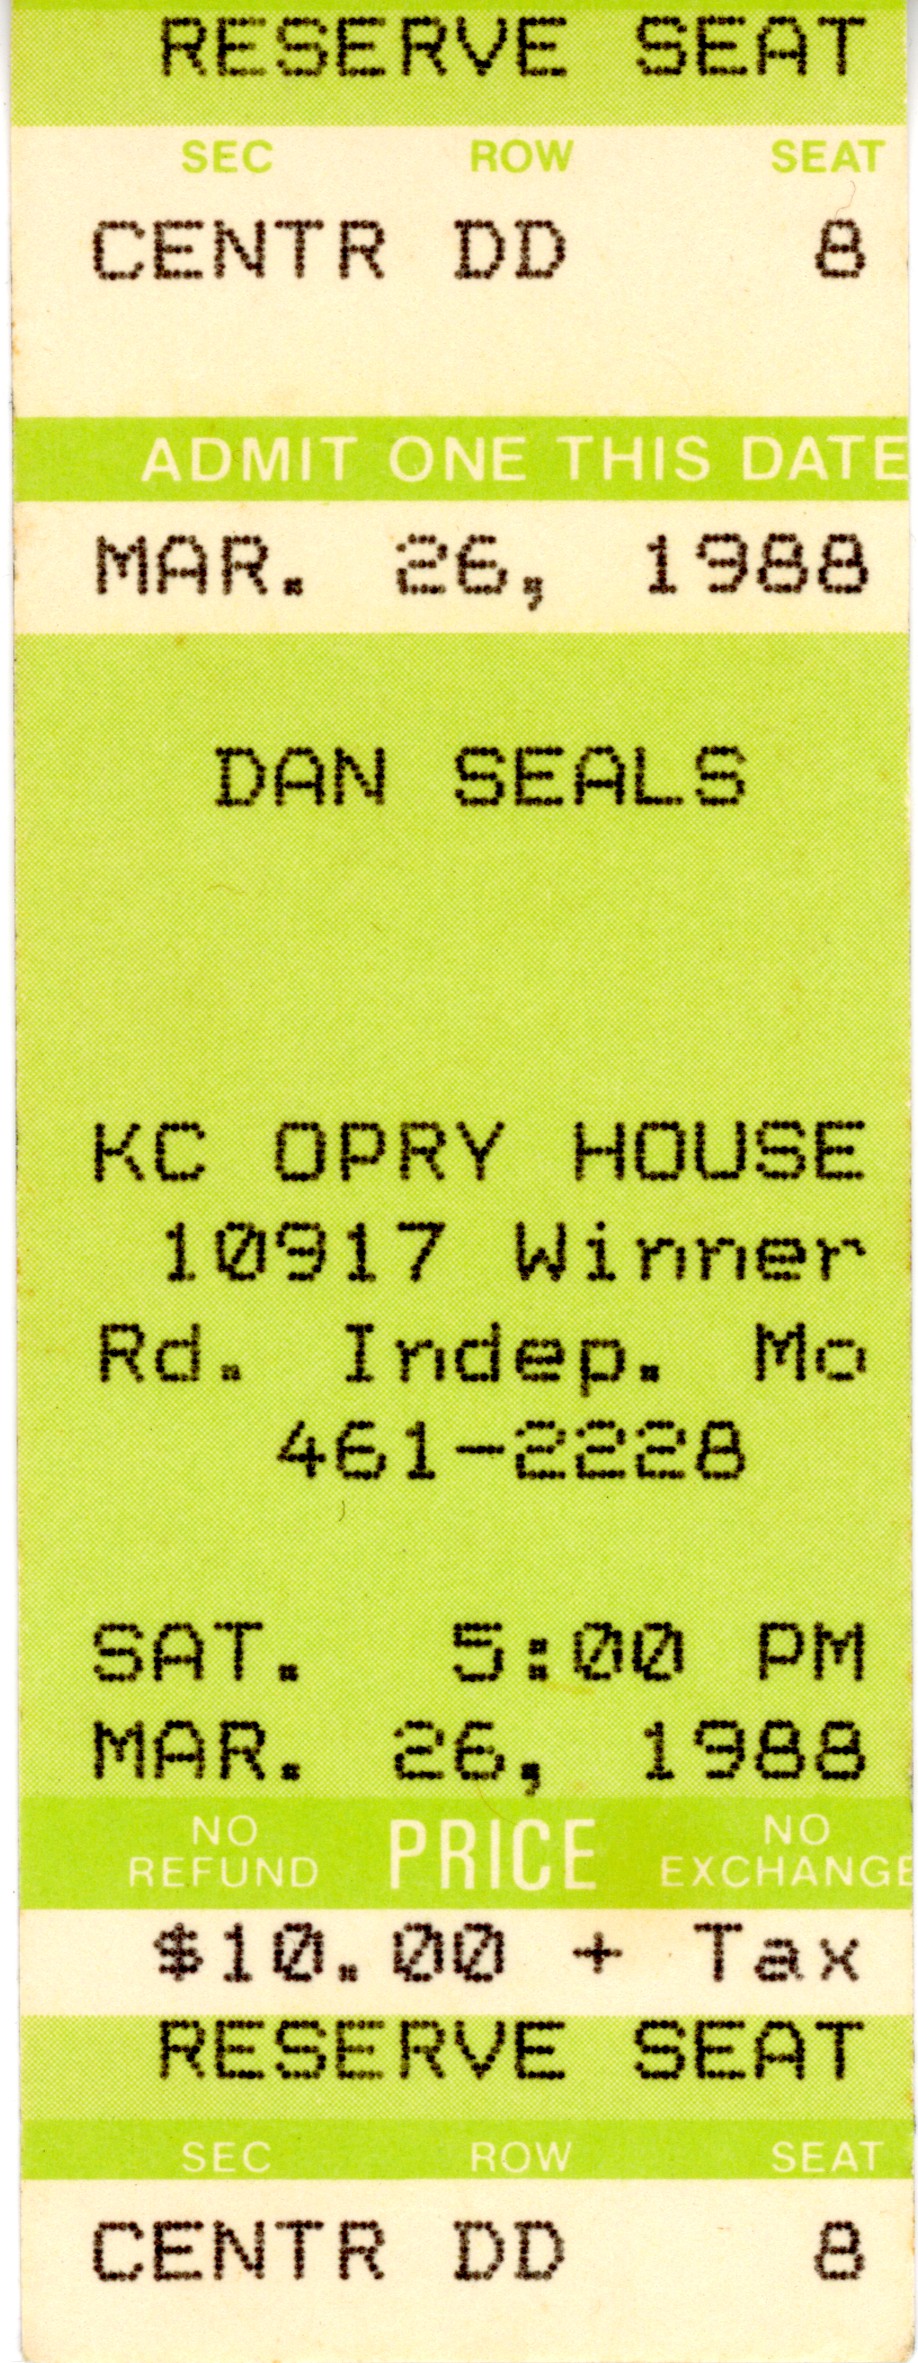 RESERVE SEAT
SEC ROW SEAT
CENTR DD 8
ADMIT ONE THIS DATE
MAR. 26, 1988
DAN SEALS
KC OPRY HOUSE
10917 Winner
Rd. Indep. Mo
461-2228
SAT. 5:00 PM
MAR. 26, 1988
NO REFUND PRICE NO EXCHANGE
$10.00 + Tax
RESERVE SEAT
SEC ROW SEAT
CENTR DD 8